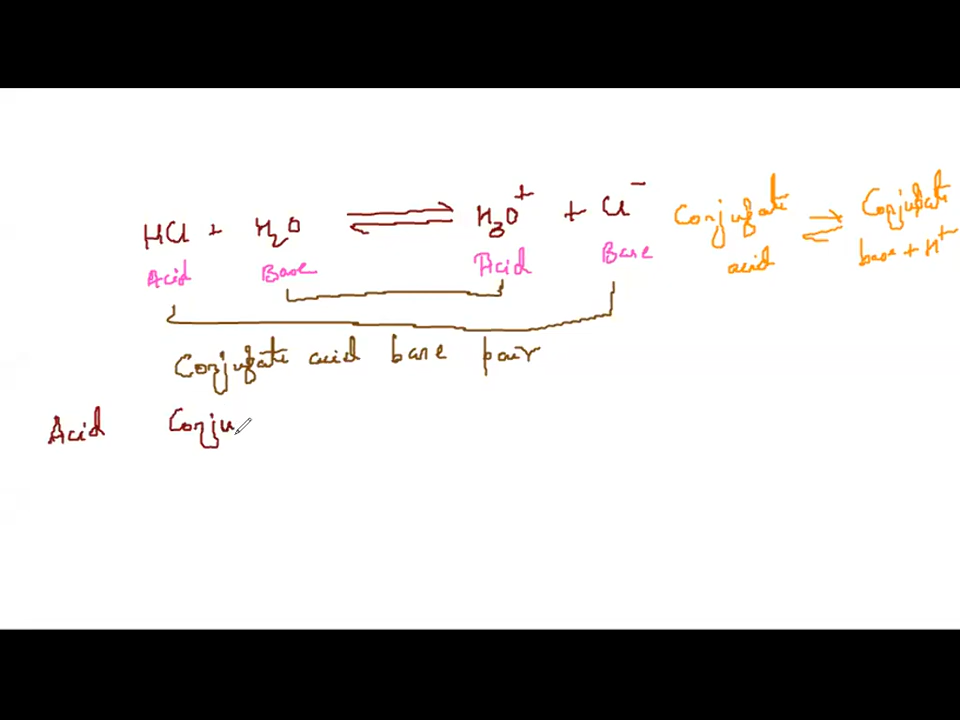 HCl + H₂O ⇌ H₃O⁺ + Cl⁻
Acid Base Acid Base
Conjugate acid ⇌ Conjugate base + H⁺
Conjugate acid base pair
Acid Conju